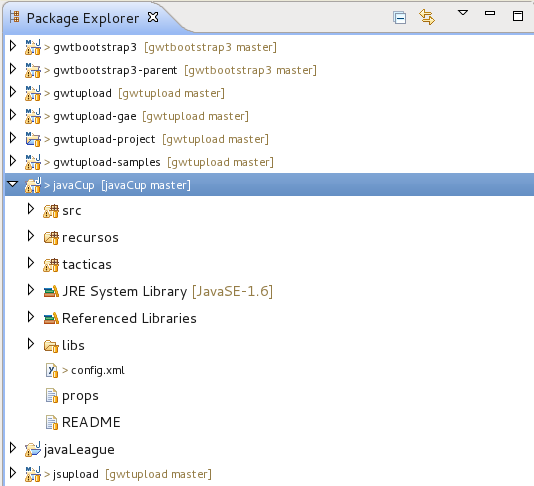 Package Explorer
> gwtbootstrap3 [gwtbootstrap3 master]
> gwtbootstrap3-parent [gwtbootstrap3 master]
> gwtupload [gwtupload master]
> gwtupload-gae [gwtupload master]
> gwtupload-project [gwtupload master]
> gwtupload-samples [gwtupload master]
> javaCup [javaCup master]
src
recursos
tacticas
JRE System Library [JavaSE-1.6]
Referenced Libraries
libs
> config.xml
props
README
javaLeague
> jsupload [gwtupload master]